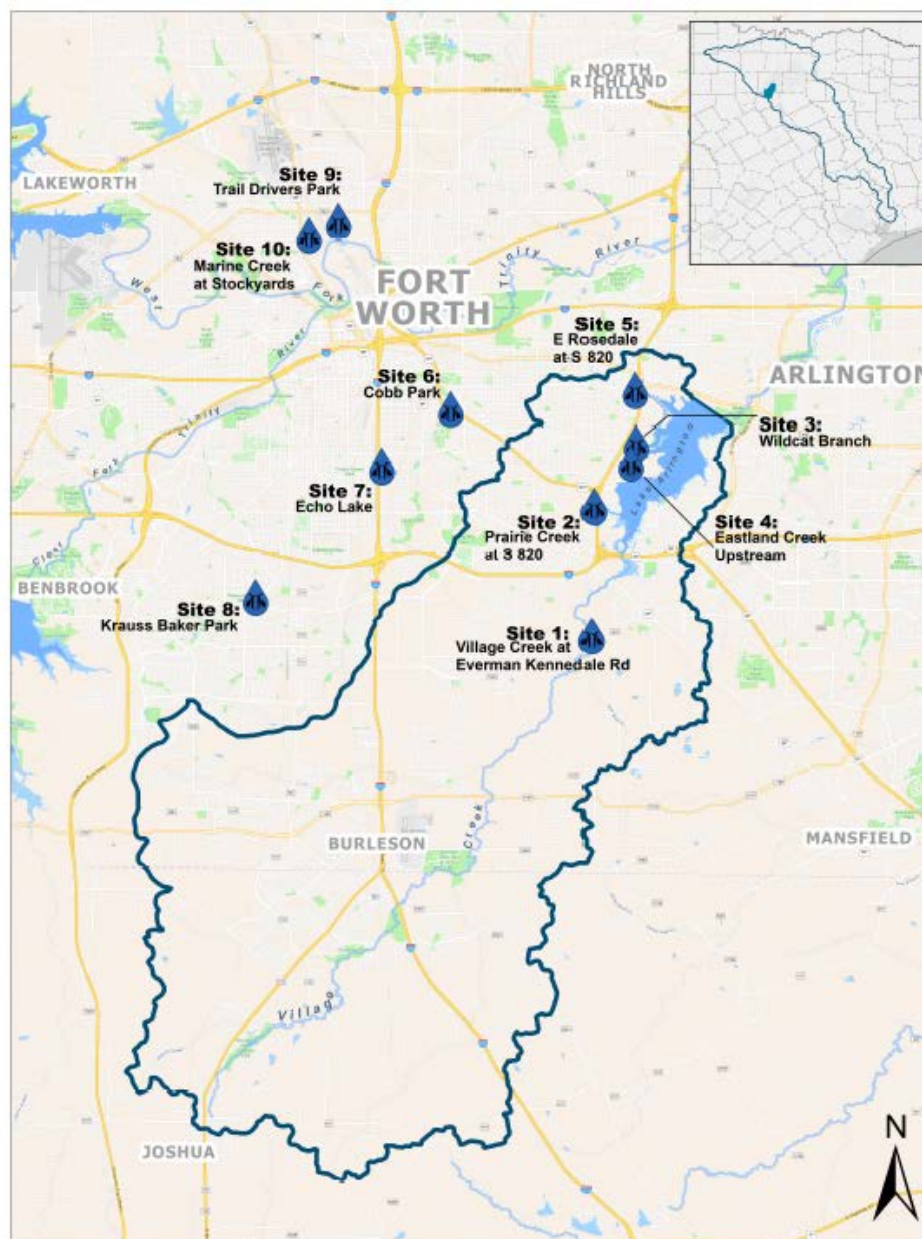 NORTH
RICHLAND
HILLS
LAKEWORTH
Site 9:
Trail Drivers Park
Site 10:
Marine Creek
at Stockyards
West
Fork
Trinity
River
FORT
WORTH
Site 5:
E Rosedale
at S 820
ARLINGTON
Site 6:
Cobb Park
River
Trinity
Fork
Clear
Site 3:
Wildcat Branch
Lake Arlington
Site 7:
Echo Lake
Site 2:
Prairie Creek
at S 820
Site 4:
Eastland Creek
Upstream
BENBROOK
Site 8:
Krauss Baker Park
Site 1:
Village Creek at
Everman Kennedale Rd
BURLESON
Creek
MANSFIELD
Village
JOSHUA
N